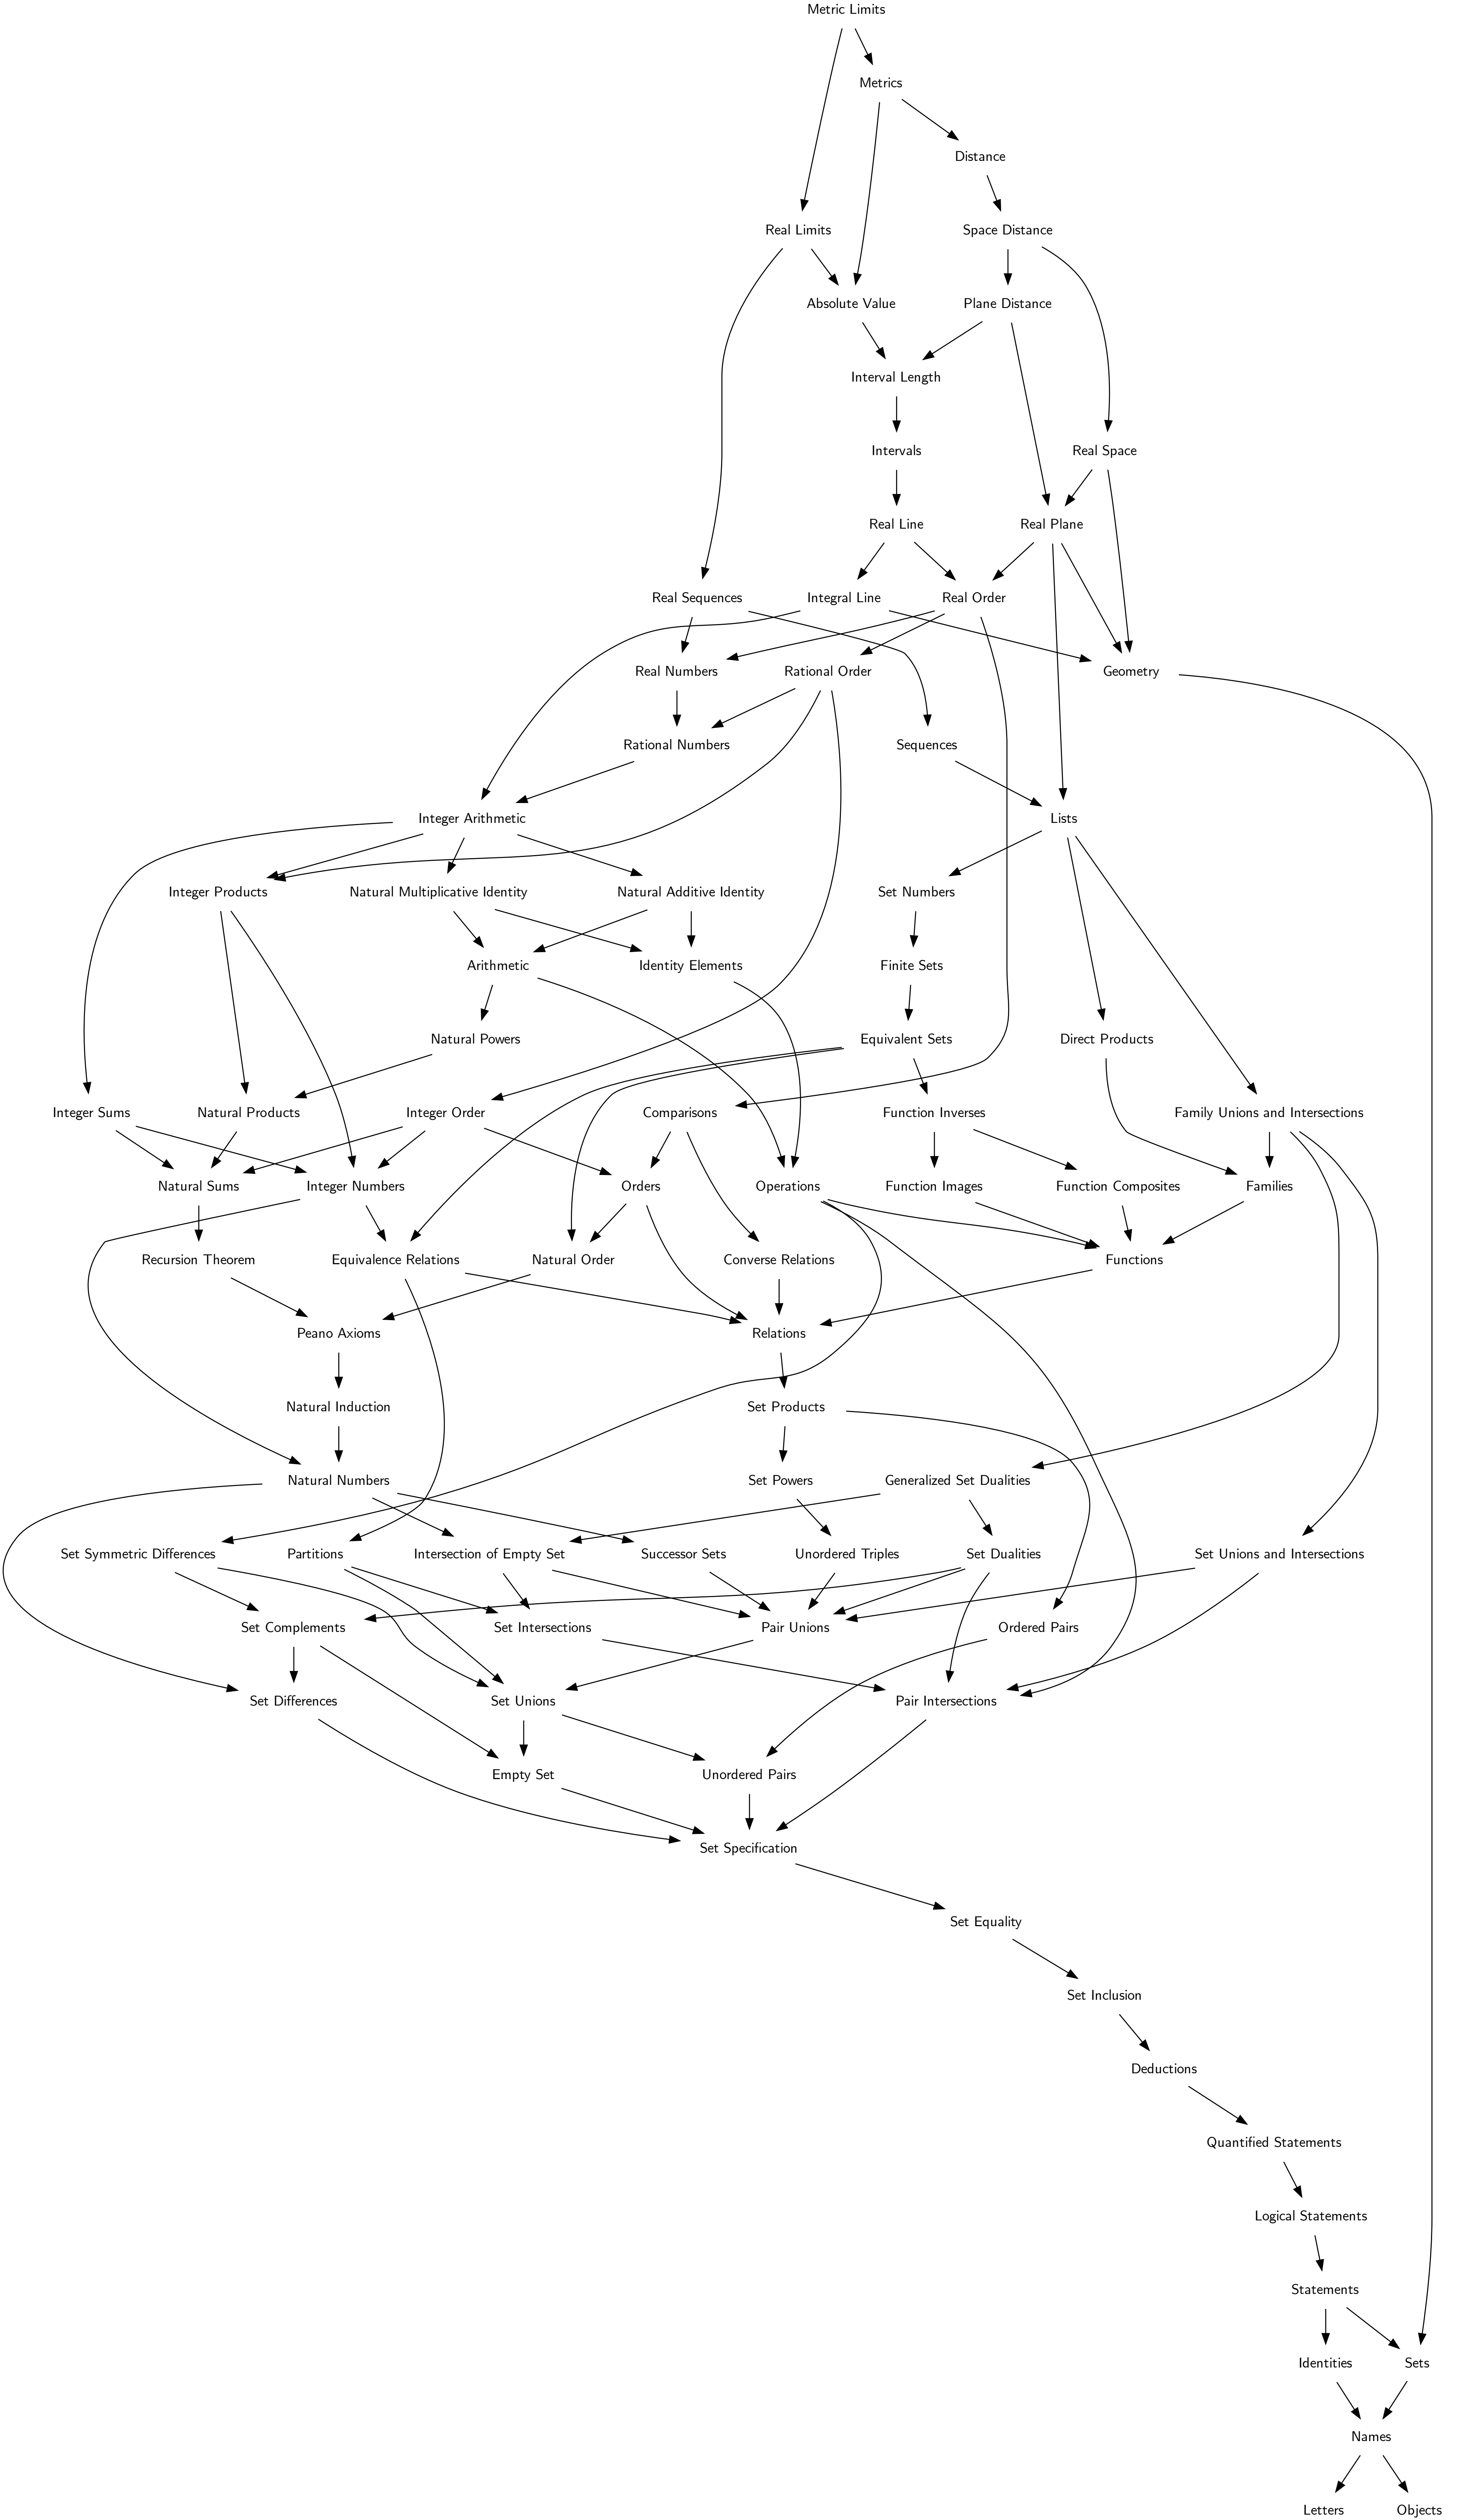 Metric Limits
Metrics
Distance
Real Limits
Space Distance
Absolute Value
Plane Distance
Interval Length
Intervals
Real Space
Real Line
Real Plane
Real Sequences
Integral Line
Real Order
Real Numbers
Rational Order
Geometry
Rational Numbers
Sequences
Integer Arithmetic
Lists
Integer Products
Natural Multiplicative Identity
Natural Additive Identity
Set Numbers
Arithmetic
Identity Elements
Finite Sets
Natural Powers
Equivalent Sets
Direct Products
Integer Sums
Natural Products
Integer Order
Comparisons
Function Inverses
Family Unions and Intersections
Natural Sums
Integer Numbers
Orders
Operations
Function Images
Function Composites
Families
Recursion Theorem
Equivalence Relations
Natural Order
Converse Relations
Functions
Peano Axioms
Relations
Natural Induction
Set Products
Natural Numbers
Set Powers
Generalized Set Dualities
Set Symmetric Differences
Partitions
Intersection of Empty Set
Successor Sets
Unordered Triples
Set Dualities
Set Unions and Intersections
Set Complements
Set Intersections
Pair Unions
Ordered Pairs
Set Differences
Set Unions
Pair Intersections
Empty Set
Unordered Pairs
Set Specification
Set Equality
Set Inclusion
Deductions
Quantified Statements
Logical Statements
Statements
Identities
Sets
Names
Letters
Objects